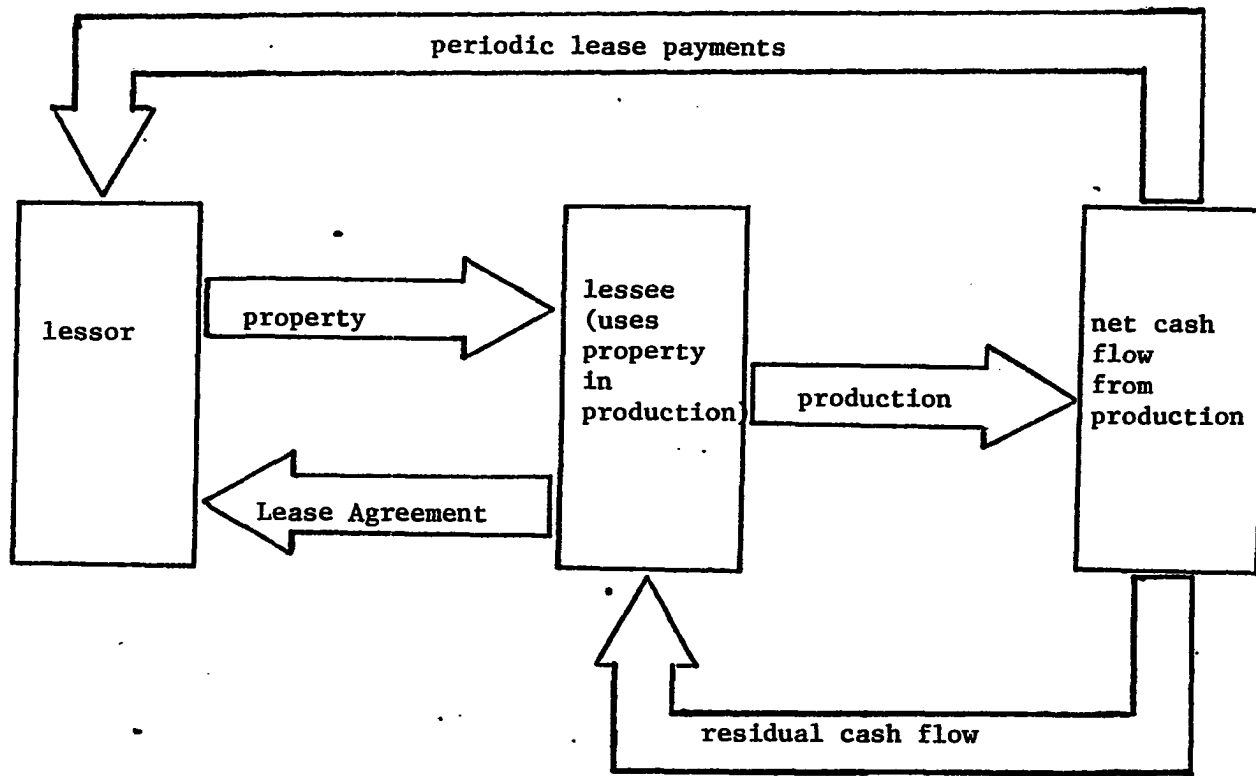 periodic lease payments
lessor
property
Lease Agreement
lessee
(uses
property
in
production)
production
net cash
flow
from
production
residual cash flow